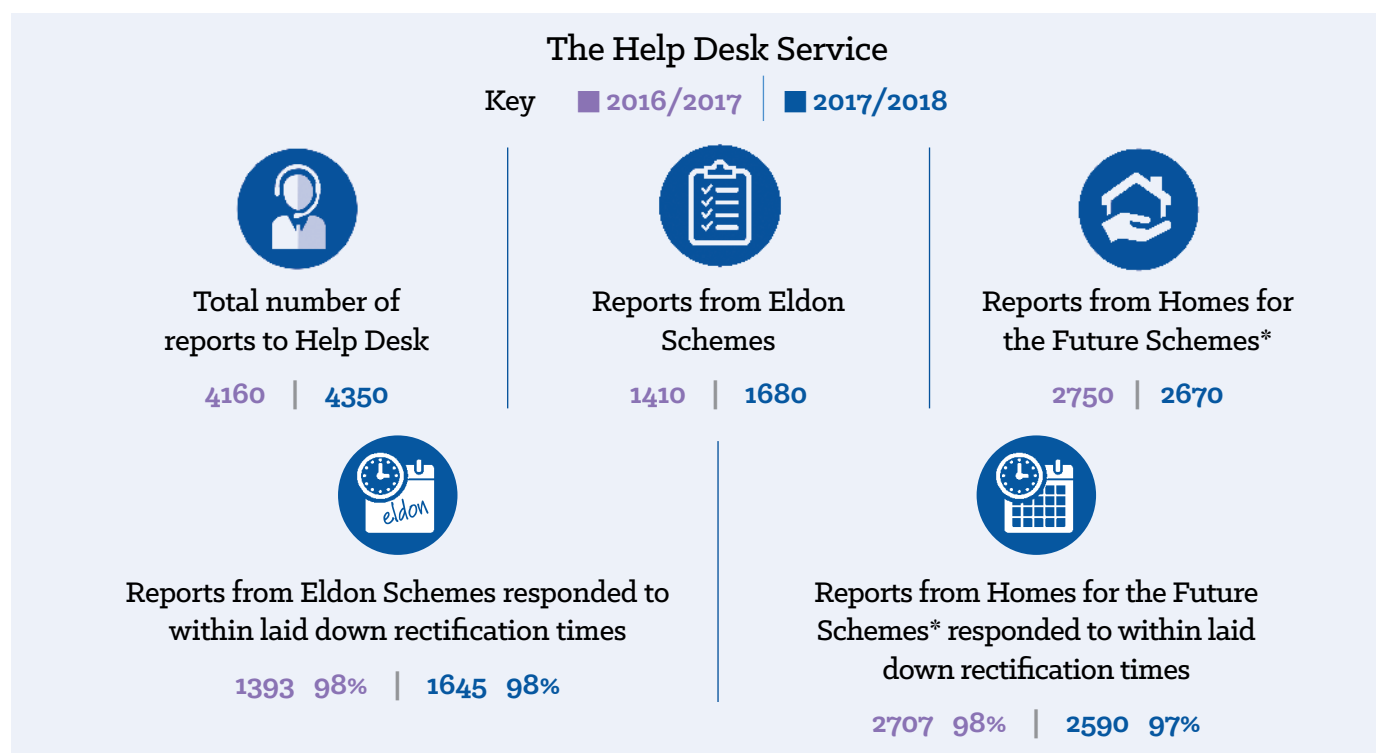 The Help Desk Service
Key 2016/2017 2017/2018
Total number of
reports to Help Desk
4160 | 4350
Reports from Eldon
Schemes
1410 | 1680
Reports from Homes for
the Future Schemes*
2750 | 2670
eldon
Reports from Eldon Schemes responded to
within laid down rectification times
1393 98% | 1645 98%
Reports from Homes for the Future
Schemes* responded to within laid
down rectification times
2707 98% | 2590 97%